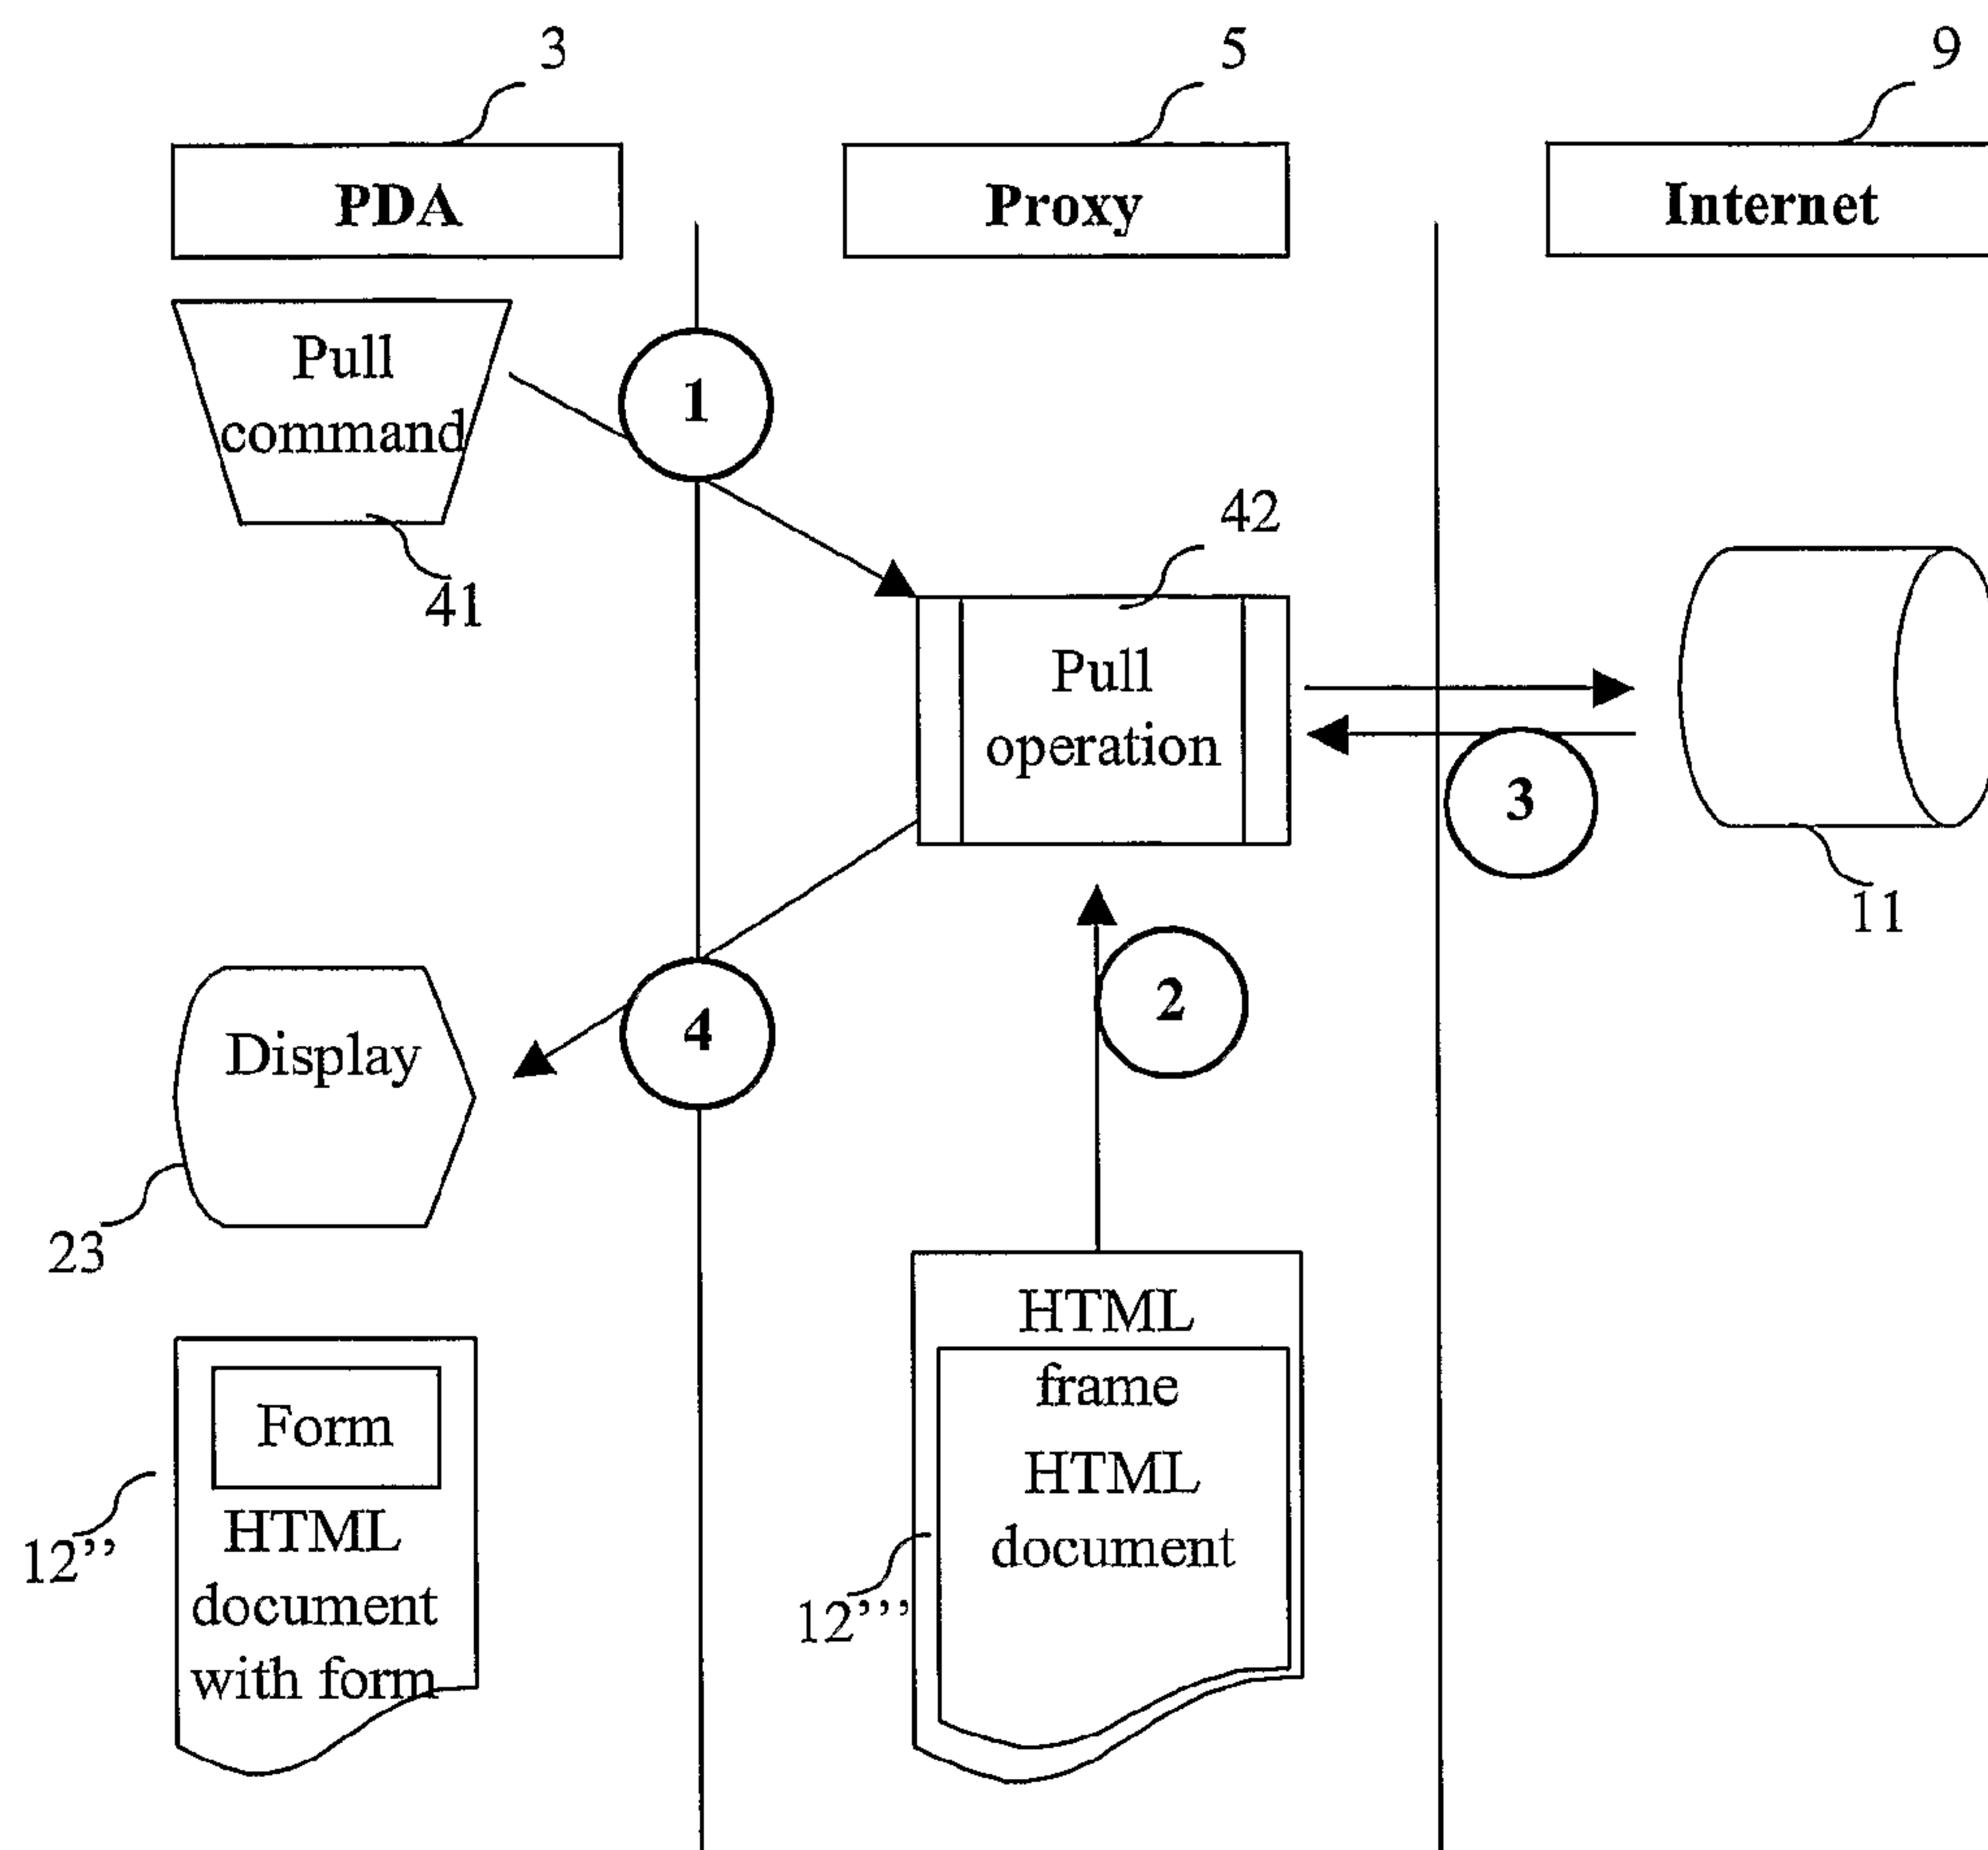 3
5
9
PDA
Proxy
Internet
Pull
command
1
41
42
Pull
operation
3
11
2
4
Display
23
HTML
frame
HTML
document
12’’’
Form
HTML
document
with form
12’’